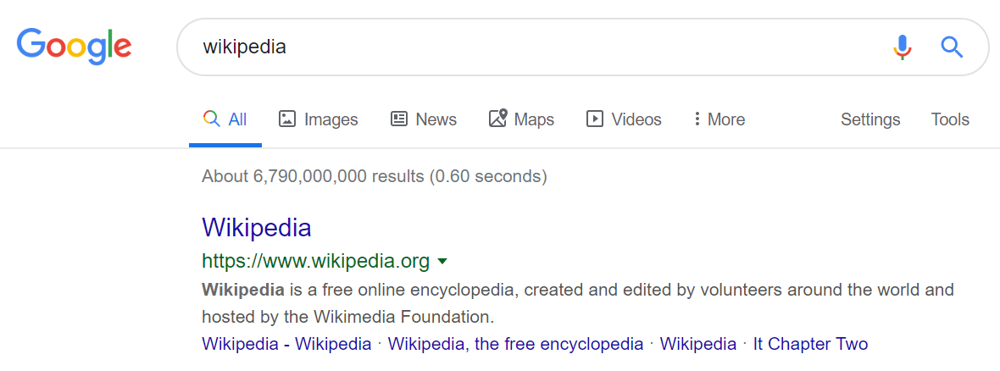 Google wikipedia
All Images News Maps Videos More Settings Tools
About 6,790,000,000 results (0.60 seconds)
Wikipedia
https://www.wikipedia.org
Wikipedia is a free online encyclopedia, created and edited by volunteers around the world and
hosted by the Wikimedia Foundation.
Wikipedia - Wikipedia · Wikipedia, the free encyclopedia · Wikipedia · It Chapter Two